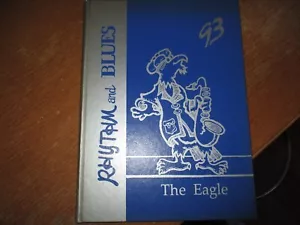 RHYTHM and BLUES
93
The Eagle